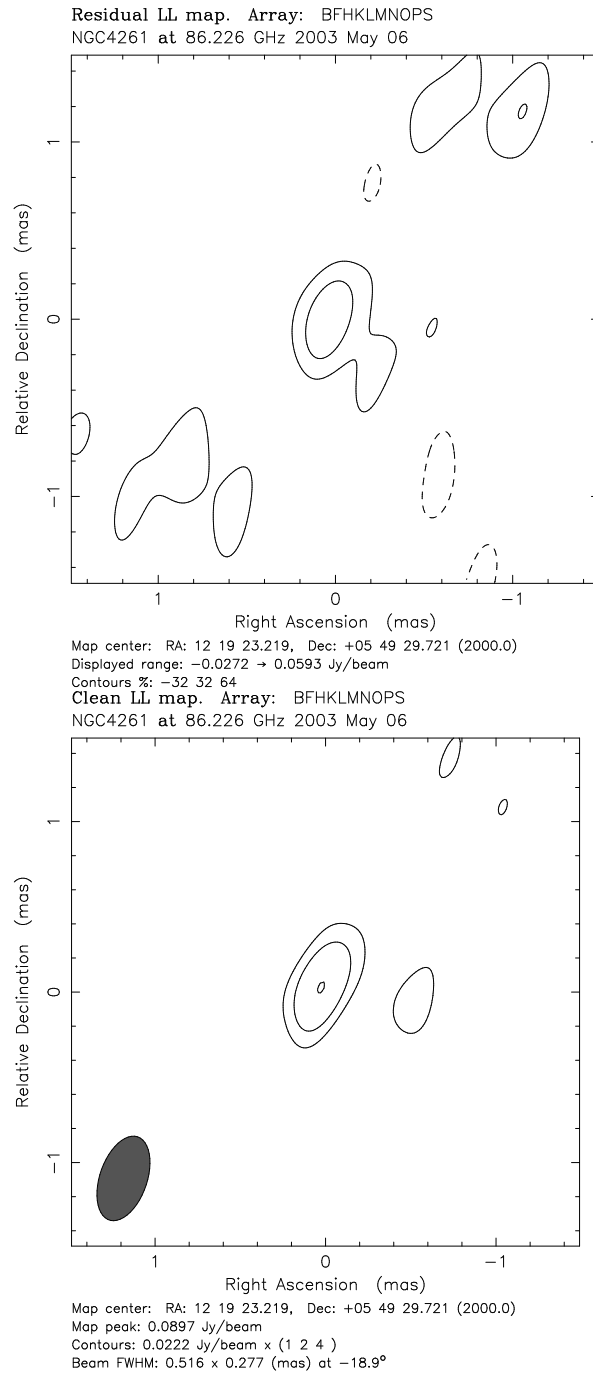 Residual LL map. Array: BFHKLMNOPS
NGC4261 at 86.226 GHz 2003 May 06
Relative Declination (mas)
1
0
−1
1
0
−1
Right Ascension (mas)
Map center: RA: 12 19 23.219, Dec: +05 49 29.721 (2000.0)
Displayed range: −0.0272 → 0.0593 Jy/beam
Contours %: −32 32 64
Clean LL map. Array: BFHKLMNOPS
NGC4261 at 86.226 GHz 2003 May 06
Relative Declination (mas)
1
0
−1
1
0
−1
Right Ascension (mas)
Map center: RA: 12 19 23.219, Dec: +05 49 29.721 (2000.0)
Map peak: 0.0897 Jy/beam
Contours: 0.0222 Jy/beam x (1 2 4 )
Beam FWHM: 0.516 x 0.277 (mas) at −18.9°